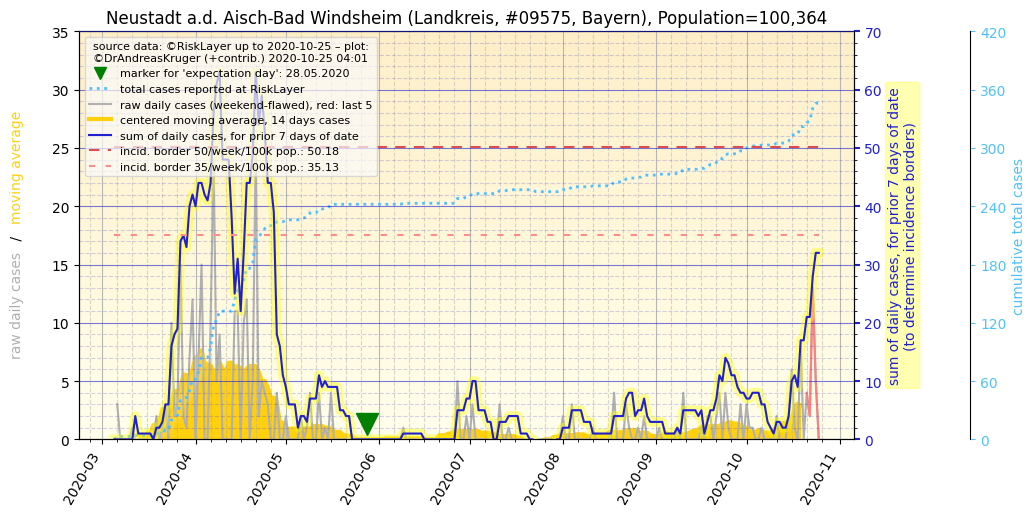 Neustadt a.d. Aisch-Bad Windsheim (Landkreis, #09575, Bayern), Population=100,364
source data: ©RiskLayer up to 2020-10-25 – plot:
©DrAndreasKruger (+contrib.) 2020-10-25 04:01
marker for 'expectation day': 28.05.2020
total cases reported at RiskLayer
raw daily cases (weekend-flawed), red: last 5
centered moving average, 14 days cases
sum of daily cases, for prior 7 days of date
incid. border 50/week/100k pop.: 50.18
incid. border 35/week/100k pop.: 35.13
raw daily cases / moving average
35
30
25
20
15
10
5
0
2020-03
2020-04
2020-05
2020-06
2020-07
2020-08
2020-09
2020-10
2020-11
70
60
50
40
30
20
10
0
sum of daily cases, for prior 7 days of date
(to determine incidence borders)
420
360
300
240
180
120
60
0
cumulative total cases